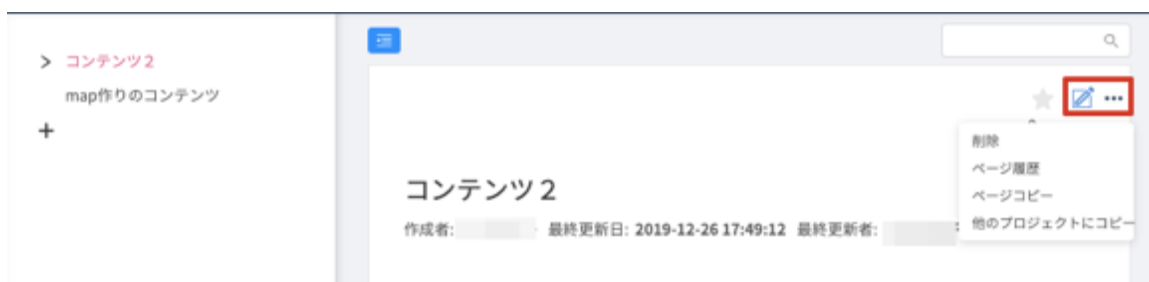 コンテンツ２
map作りのコンテンツ
削除
ページ履歴
ページコピー
他のプロジェクトにコピー
コンテンツ２
作成者: 最終更新日: 2019-12-26 17:49:12 最終更新者: